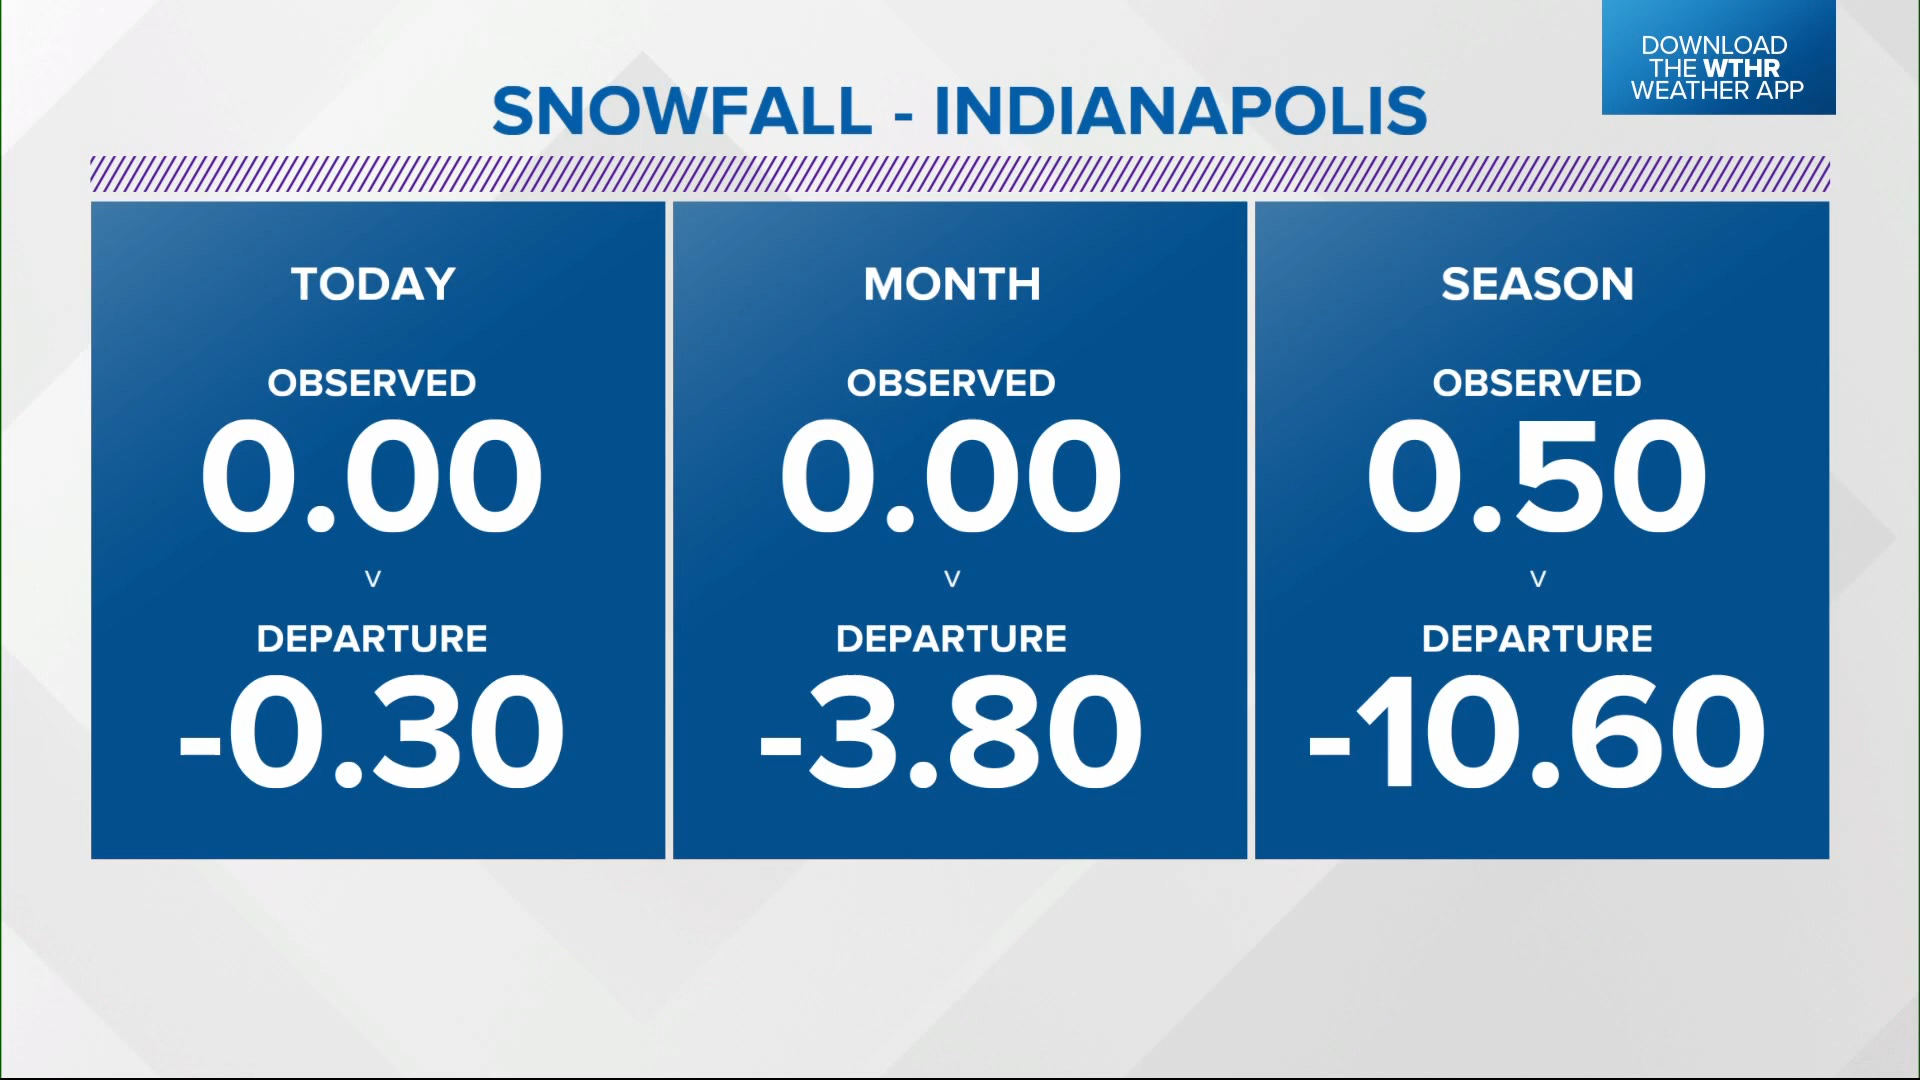 DOWNLOAD
THE WTHR
WEATHER APP
SNOWFALL - INDIANAPOLIS
TODAY
OBSERVED
0.00
v
DEPARTURE
-0.30
MONTH
OBSERVED
0.00
v
DEPARTURE
-3.80
SEASON
OBSERVED
0.50
v
DEPARTURE
-10.60